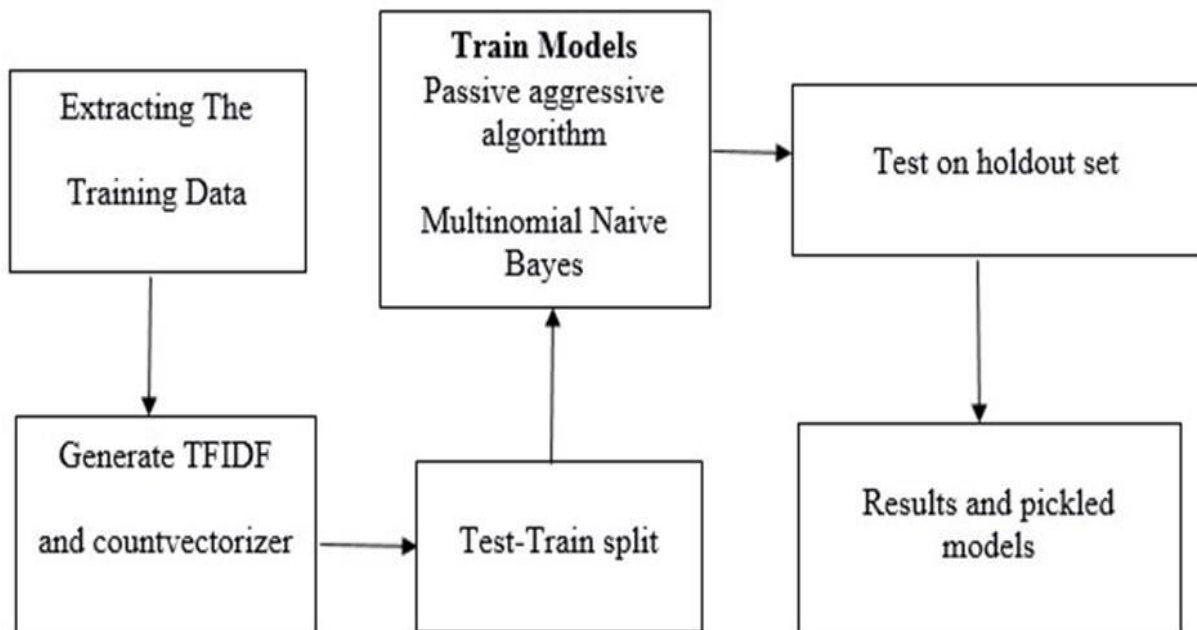 Extracting The
Training Data
Generate TFIDF
and countvectorizer
Test-Train split
Train Models
Passive aggressive
algorithm
Multinomial Naive
Bayes
Test on holdout set
Results and pickled
models